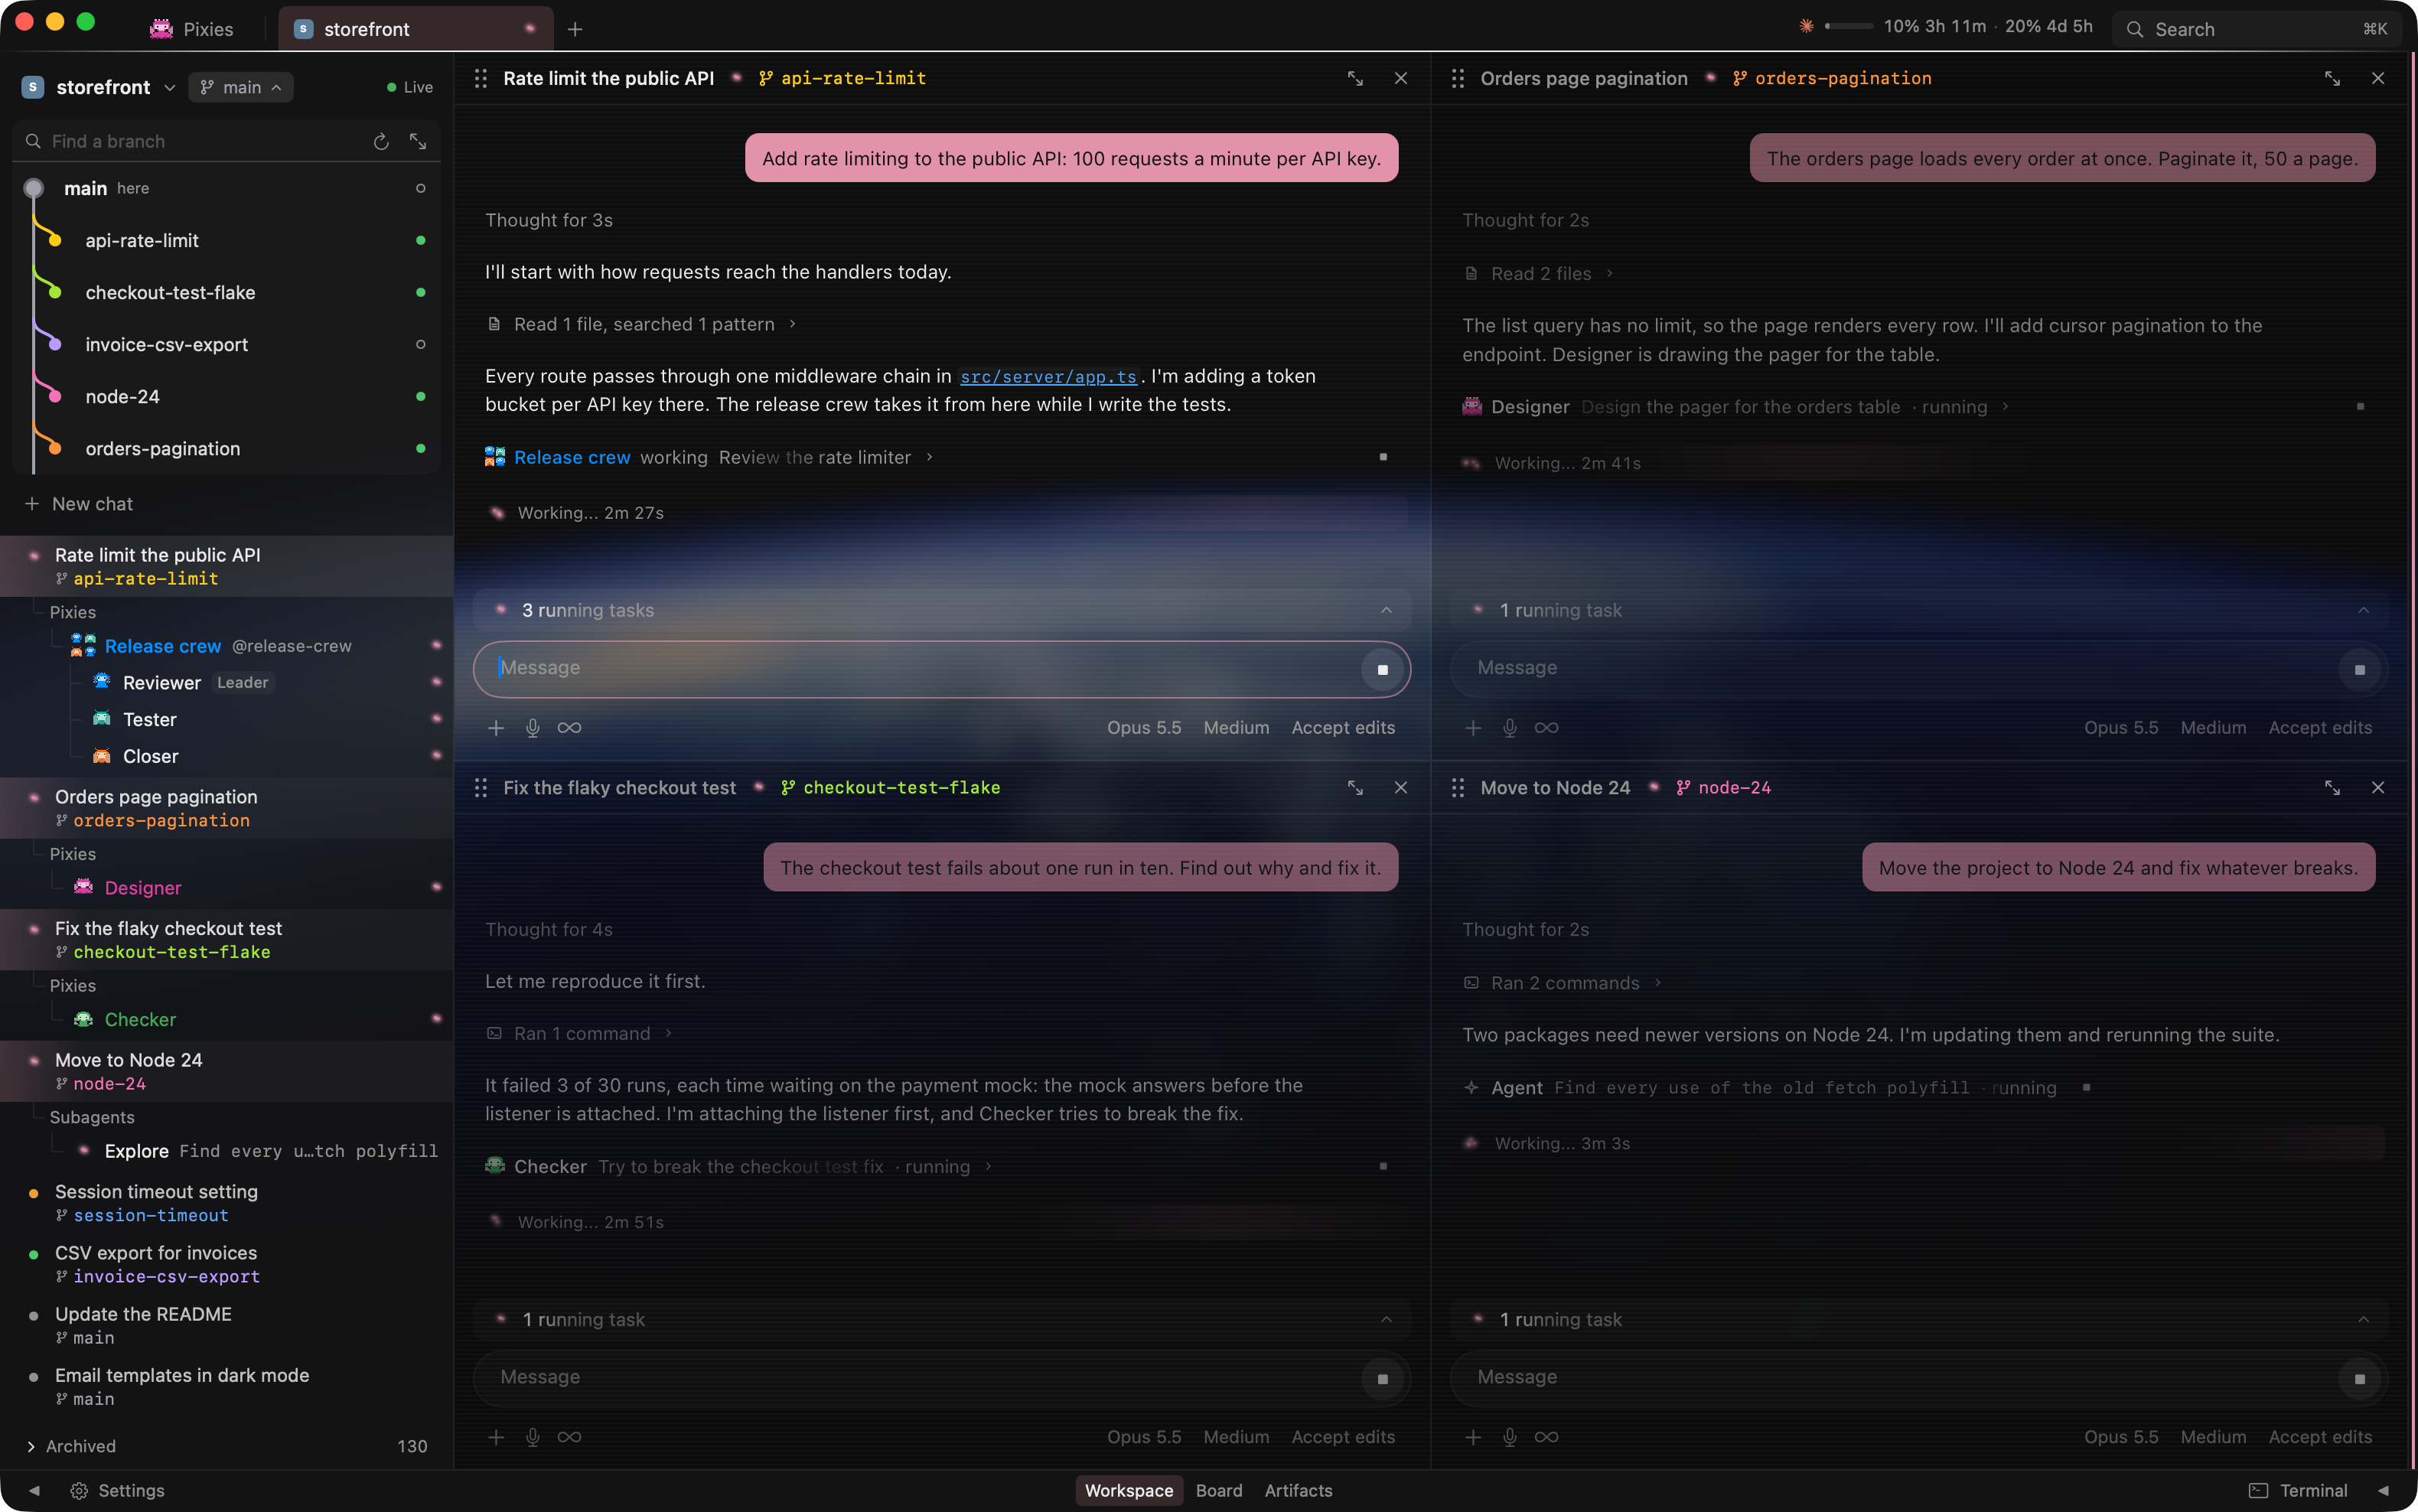 Pixies
S storefront
10% 3h 11m · 20% 4d 5h
Search ⌘K
S storefront
main
Live
Find a branch
main here
api-rate-limit
checkout-test-flake
invoice-csv-export
node-24
orders-pagination
New chat
Rate limit the public API
api-rate-limit
Pixies
Release crew @release-crew
Reviewer Leader
Tester
Closer
Orders page pagination
orders-pagination
Pixies
Designer
Fix the flaky checkout test
checkout-test-flake
Pixies
Checker
Move to Node 24
node-24
Subagents
Explore Find every u…tch polyfill
Session timeout setting
session-timeout
CSV export for invoices
invoice-csv-export
Update the README
main
Email templates in dark mode
main
Archived 130
Settings
Rate limit the public API api-rate-limit
Add rate limiting to the public API: 100 requests a minute per API key.
Thought for 3s
I'll start with how requests reach the handlers today.
Read 1 file, searched 1 pattern
Every route passes through one middleware chain in src/server/app.ts. I'm adding a token
bucket per API key there. The release crew takes it from here while I write the tests.
Release crew working Review the rate limiter
Working... 2m 27s
3 running tasks
Message
Opus 5.5 Medium Accept edits
Orders page pagination orders-pagination
The orders page loads every order at once. Paginate it, 50 a page.
Thought for 2s
Read 2 files
The list query has no limit, so the page renders every row. I'll add cursor pagination to the
endpoint. Designer is drawing the pager for the table.
Designer Design the pager for the orders table · running
Working... 2m 41s
1 running task
Message
Opus 5.5 Medium Accept edits
Fix the flaky checkout test checkout-test-flake
The checkout test fails about one run in ten. Find out why and fix it.
Thought for 4s
Let me reproduce it first.
Ran 1 command
It failed 3 of 30 runs, each time waiting on the payment mock: the mock answers before the
listener is attached. I'm attaching the listener first, and Checker tries to break the fix.
Checker Try to break the checkout test fix · running
Working... 2m 51s
1 running task
Message
Opus 5.5 Medium Accept edits
Move to Node 24 node-24
Move the project to Node 24 and fix whatever breaks.
Thought for 2s
Ran 2 commands
Two packages need newer versions on Node 24. I'm updating them and rerunning the suite.
Agent Find every use of the old fetch polyfill · running
Working... 3m 3s
1 running task
Message
Opus 5.5 Medium Accept edits
Workspace Board Artifacts
Terminal